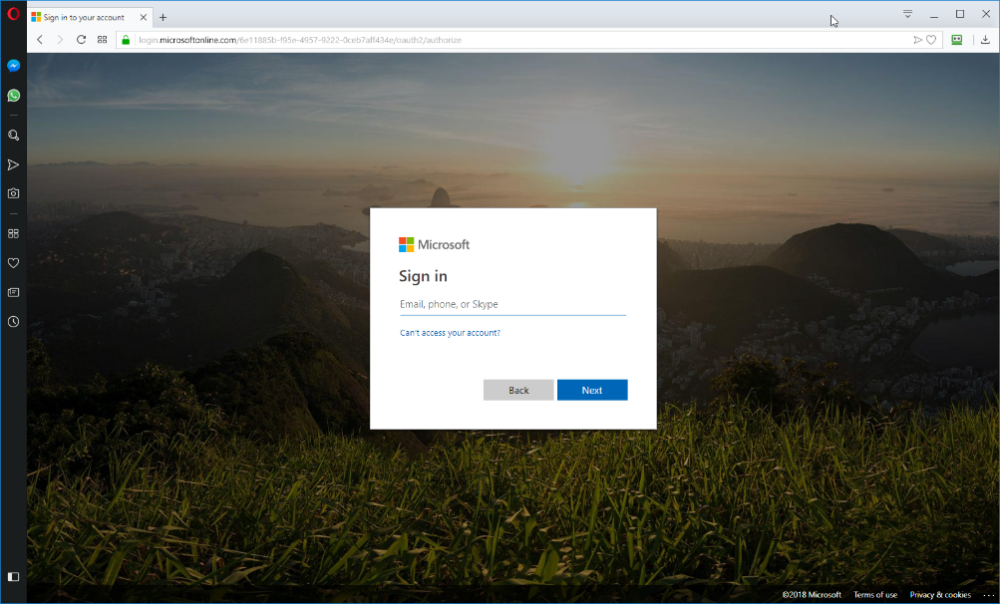 Sign in to your account
login.microsoftonline.com/6e11885b-f95e-4957-9222-0ceb7aff434e/oauth2/authorize
Microsoft
Sign in
Email, phone, or Skype
Can't access your account?
Back Next
©2018 Microsoft Terms of use Privacy & cookies ...